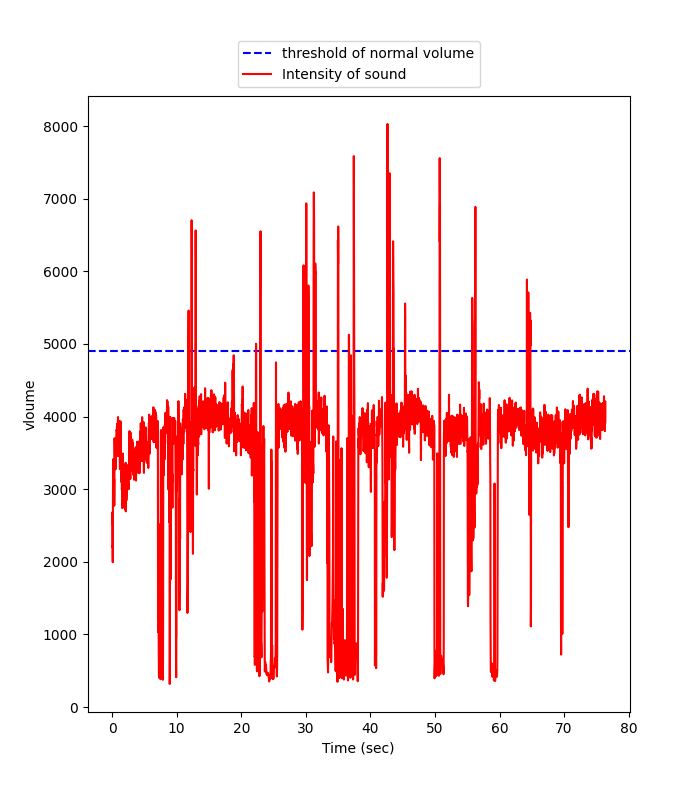 threshold of normal volume
Intensity of sound
8000
7000
6000
5000
4000
3000
2000
1000
0
vloume
0 10 20 30 40 50 60 70 80
Time (sec)